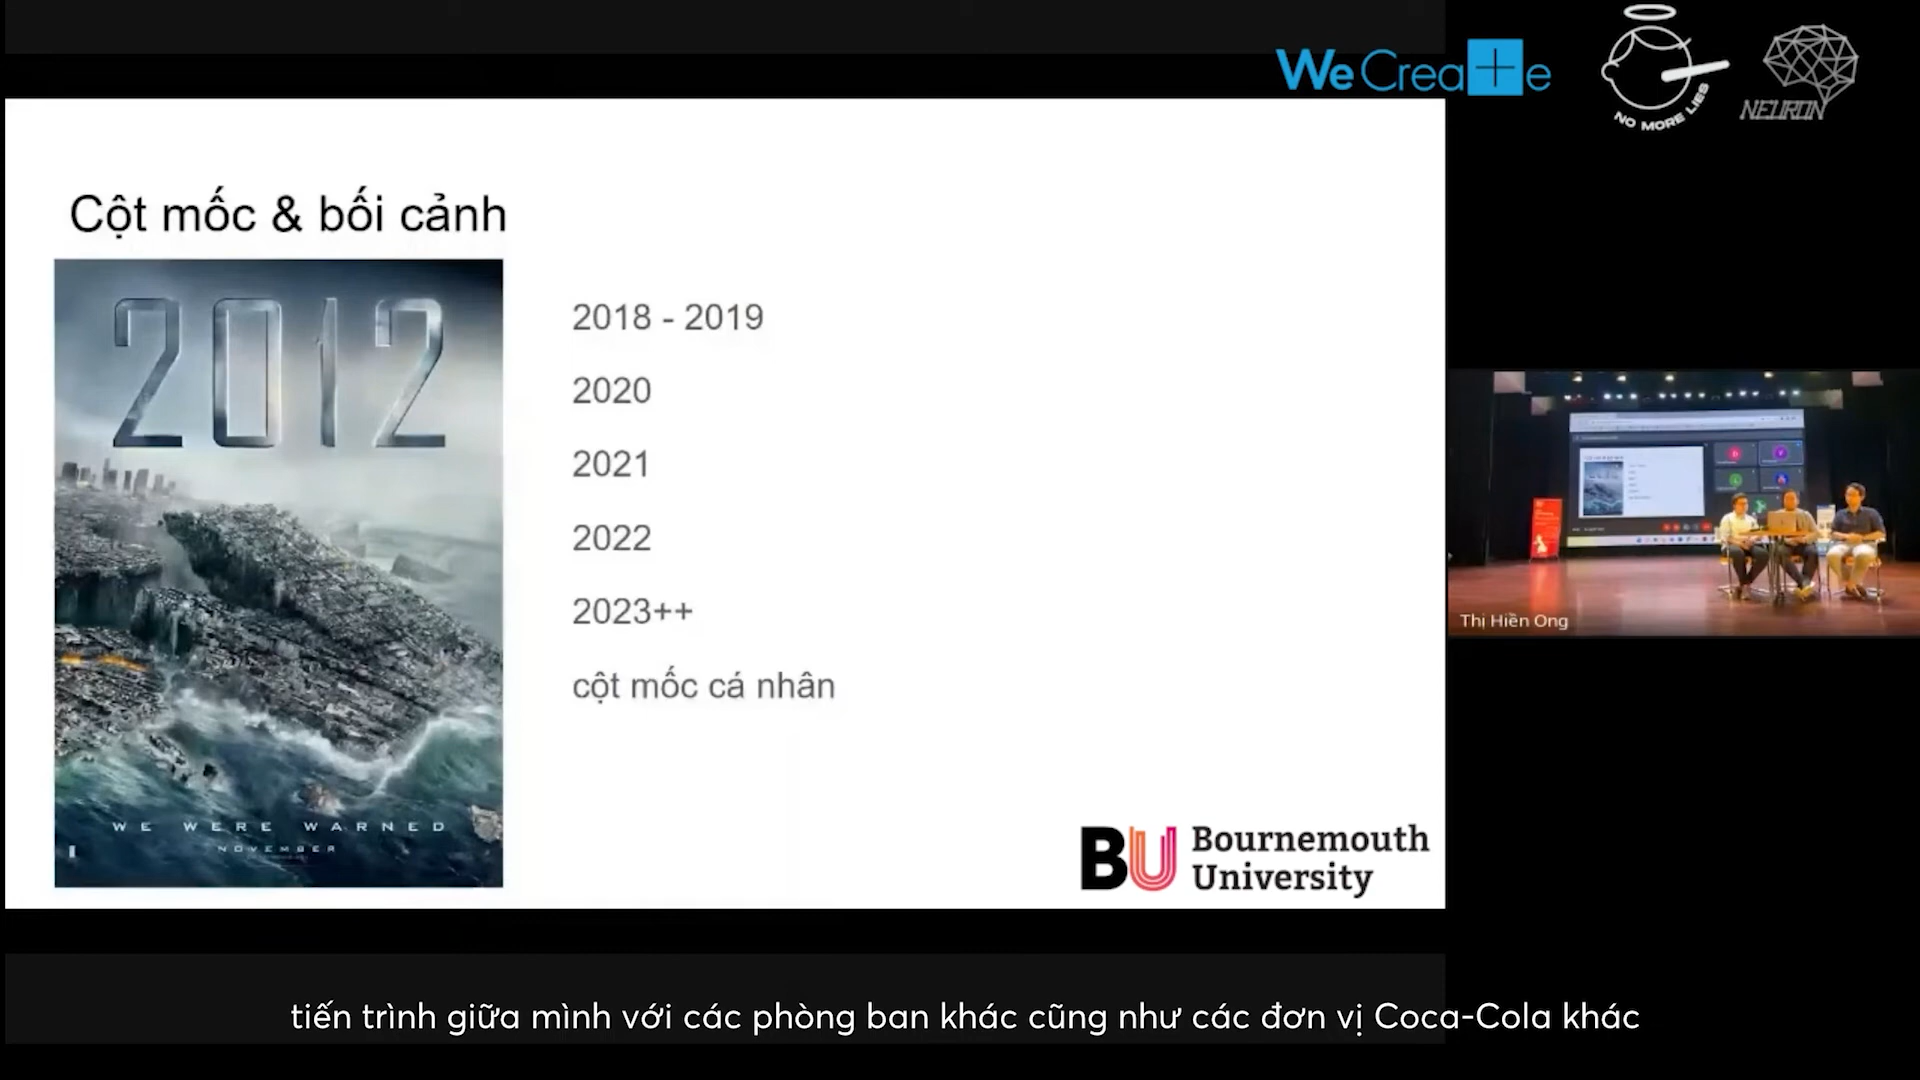 WeCreate
NO MORE LIES
NEURON
Cột mốc & bối cảnh
2012
WE WERE WARNED
NOVEMBER
2018 - 2019
2020
2021
2022
2023++
cột mốc cá nhân
BU Bournemouth
University
Thị Hiền Ong
tiến trình giữa mình với các phòng ban khác cũng như các đơn vị Coca-Cola khác